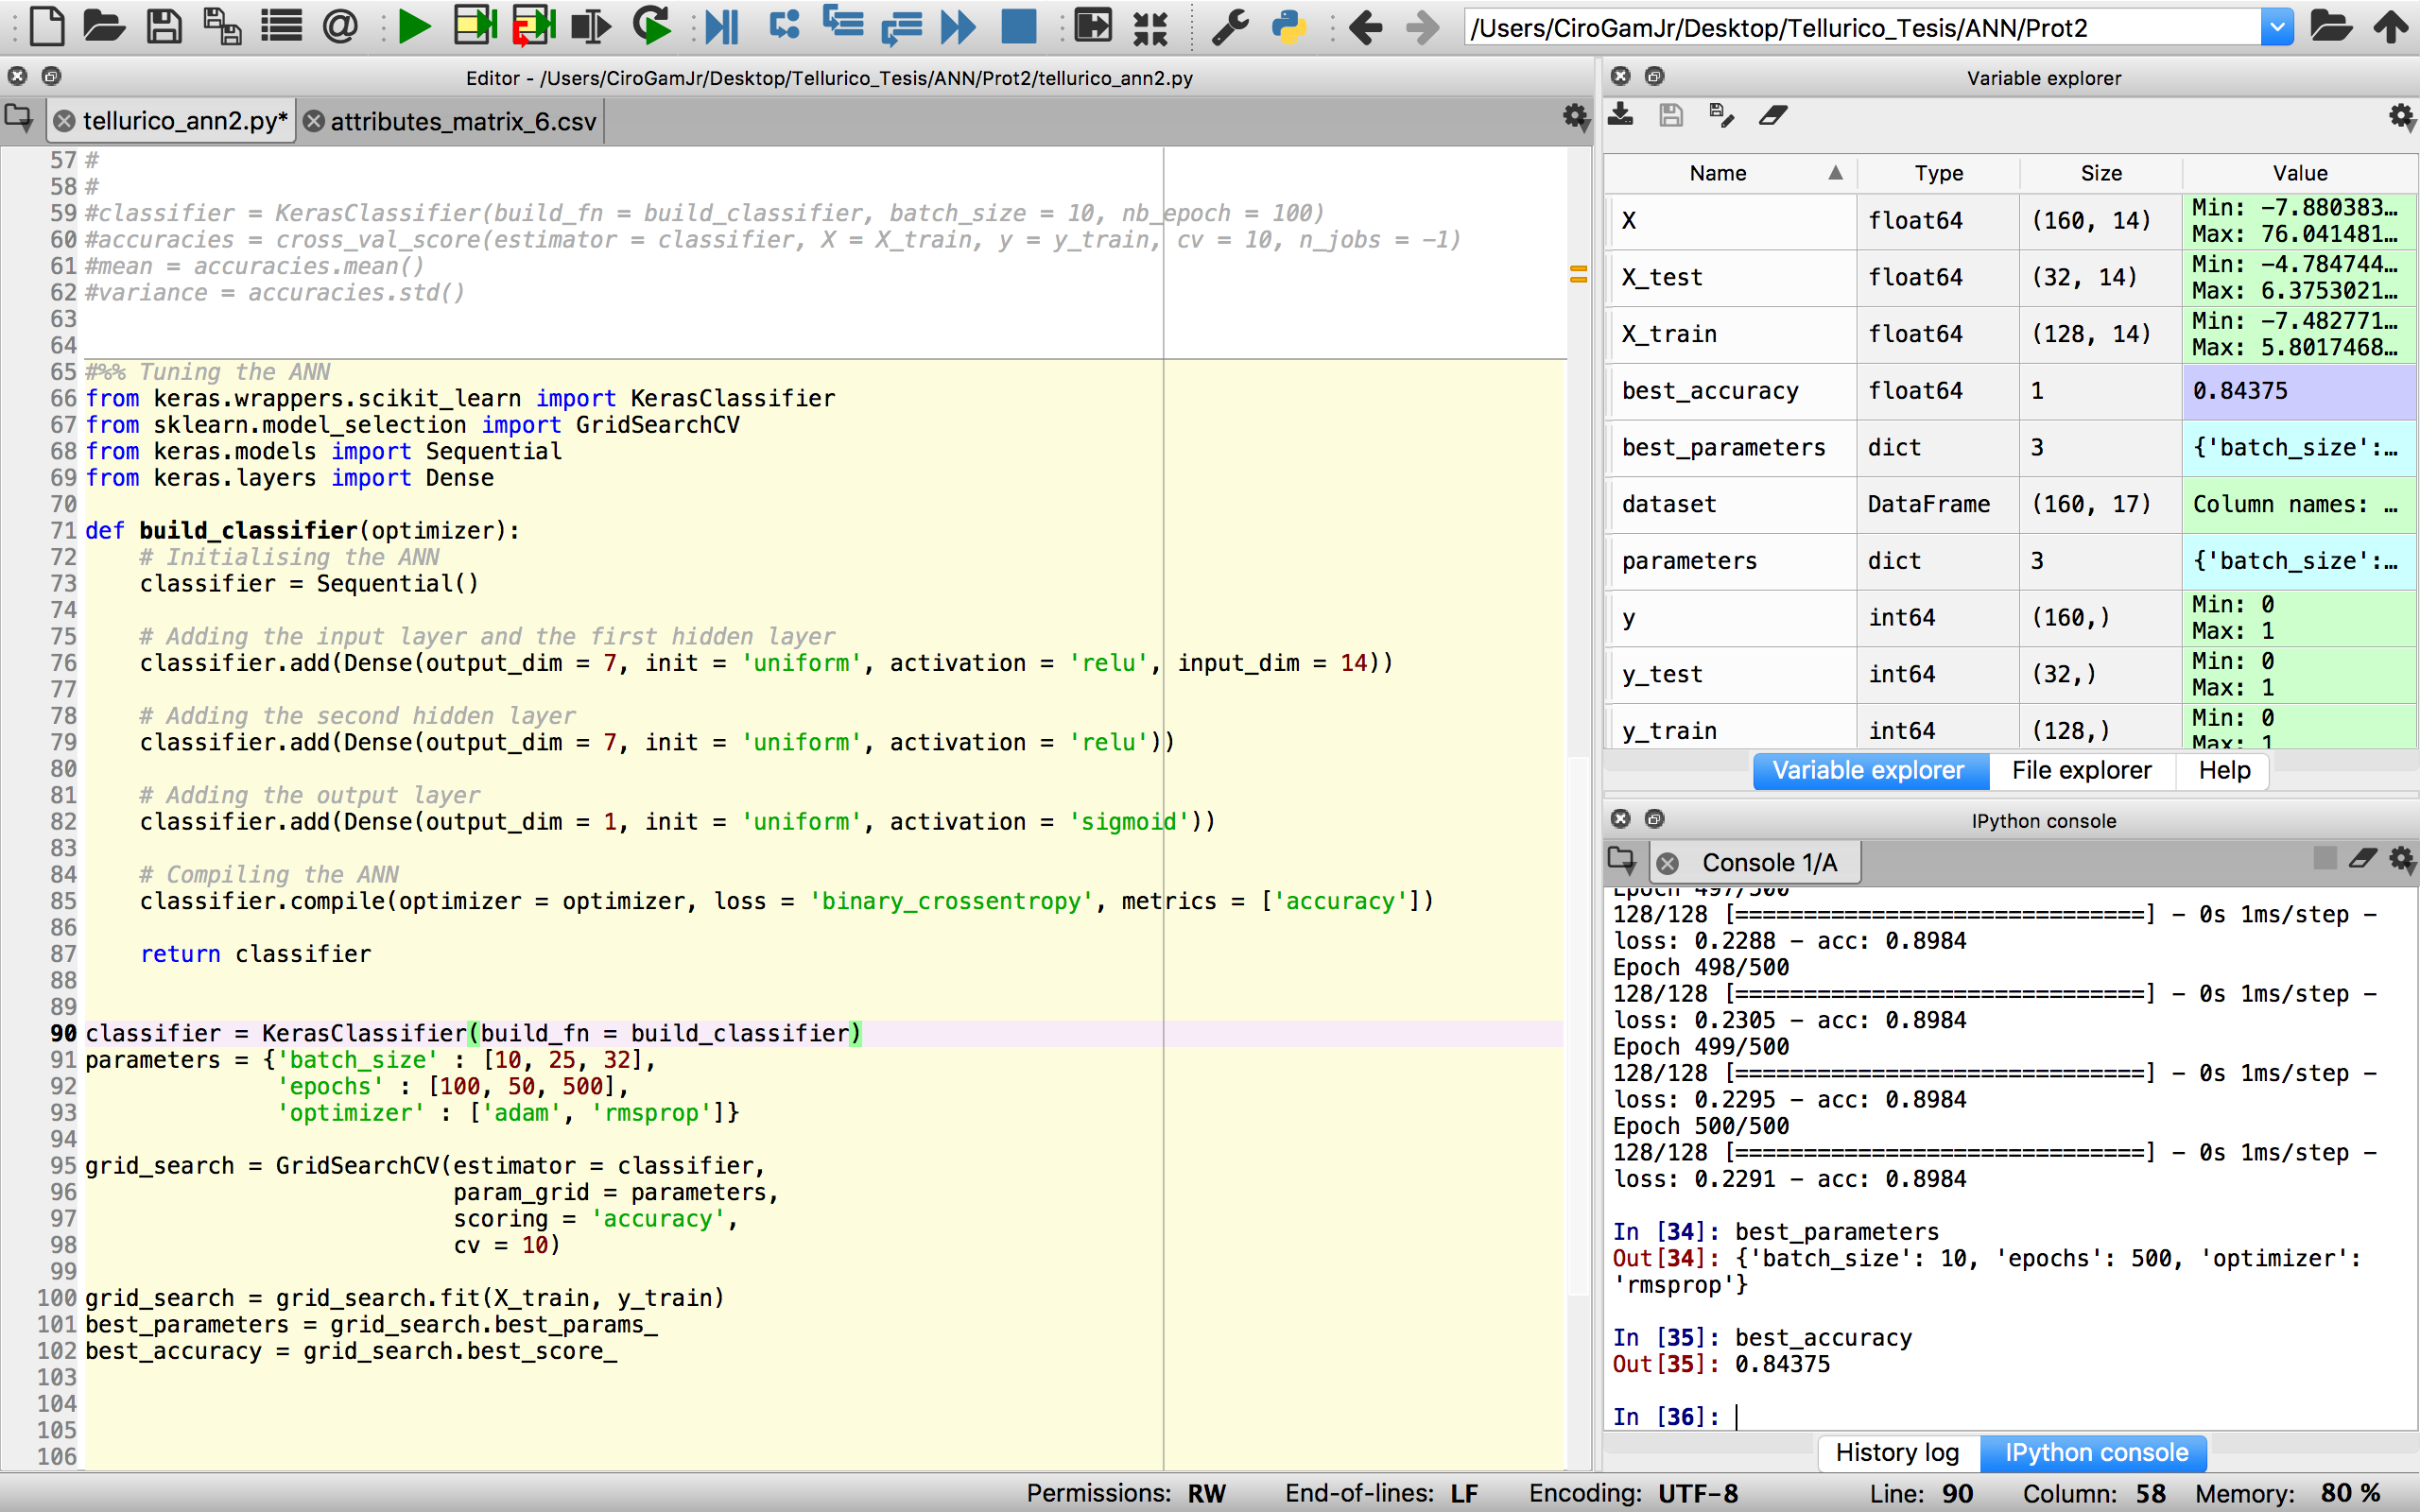 /Users/CiroGamJr/Desktop/Tellurico_Tesis/ANN/Prot2
Editor - /Users/CiroGamJr/Desktop/Tellurico_Tesis/ANN/Prot2/tellurico_ann2.py
tellurico_ann2.py*
attributes_matrix_6.csv
57 #
58 #
59 #classifier = KerasClassifier(build_fn = build_classifier, batch_size = 10, nb_epoch = 100)
60 #accuracies = cross_val_score(estimator = classifier, X = X_train, y = y_train, cv = 10, n_jobs = -1)
61 #mean = accuracies.mean()
62 #variance = accuracies.std()
63
64
65 #%% Tuning the ANN
66 from keras.wrappers.scikit_learn import KerasClassifier
67 from sklearn.model_selection import GridSearchCV
68 from keras.models import Sequential
69 from keras.layers import Dense
70
71 def build_classifier(optimizer):
72     # Initialising the ANN
73     classifier = Sequential()
74
75     # Adding the input layer and the first hidden layer
76     classifier.add(Dense(output_dim = 7, init = 'uniform', activation = 'relu', input_dim = 14))
77
78     # Adding the second hidden layer
79     classifier.add(Dense(output_dim = 7, init = 'uniform', activation = 'relu'))
80
81     # Adding the output layer
82     classifier.add(Dense(output_dim = 1, init = 'uniform', activation = 'sigmoid'))
83
84     # Compiling the ANN
85     classifier.compile(optimizer = optimizer, loss = 'binary_crossentropy', metrics = ['accuracy'])
86
87     return classifier
88
89
90 classifier = KerasClassifier(build_fn = build_classifier)
91 parameters = {'batch_size' : [10, 25, 32],
92               'epochs' : [100, 50, 500],
93               'optimizer' : ['adam', 'rmsprop']}
94
95 grid_search = GridSearchCV(estimator = classifier,
96                            param_grid = parameters,
97                            scoring = 'accuracy',
98                            cv = 10)
99
100 grid_search = grid_search.fit(X_train, y_train)
101 best_parameters = grid_search.best_params_
102 best_accuracy = grid_search.best_score_
103
104
105
106
Variable explorer
Name Type Size Value
X float64 (160, 14) Min: -7.880383…
Max: 76.041481…
X_test float64 (32, 14) Min: -4.784744…
Max: 6.3753021…
X_train float64 (128, 14) Min: -7.482771…
Max: 5.8017468…
best_accuracy float64 1 0.84375
best_parameters dict 3 {'batch_size':…
dataset DataFrame (160, 17) Column names: …
parameters dict 3 {'batch_size':…
y int64 (160,) Min: 0
Max: 1
y_test int64 (32,) Min: 0
Max: 1
y_train int64 (128,) Min: 0
Max: 1
Variable explorer File explorer Help
IPython console
Console 1/A
Epoch 497/500
128/128 [==============================] - 0s 1ms/step -
loss: 0.2288 - acc: 0.8984
Epoch 498/500
128/128 [==============================] - 0s 1ms/step -
loss: 0.2305 - acc: 0.8984
Epoch 499/500
128/128 [==============================] - 0s 1ms/step -
loss: 0.2295 - acc: 0.8984
Epoch 500/500
128/128 [==============================] - 0s 1ms/step -
loss: 0.2291 - acc: 0.8984
In [34]: best_parameters
Out[34]: {'batch_size': 10, 'epochs': 500, 'optimizer':
'rmsprop'}
In [35]: best_accuracy
Out[35]: 0.84375
In [36]:
History log IPython console
Permissions: RW End-of-lines: LF Encoding: UTF-8 Line: 90 Column: 58 Memory: 80 %